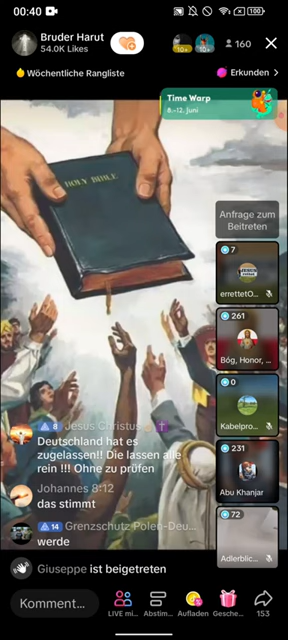 00:40
100
Bruder Harut
54.0K Likes
10+
10+
160
Wöchentliche Rangliste
Erkunden
Time Warp
8.–12. Juni
HOLY BIBLE
Anfrage zum
Beitreten
7
errettetO...
261
Bóg, Honor, ...
0
Kabelpro...
231
Abu Khanjar
72
Adlerblic...
8 Jesus Christus
Deutschland hat es
zugelassen!! Die lassen alle
rein !!! Ohne zu prüfen
Johannes 8:12
das stimmt
14 Grenzschutz Polen-Deu...
werde
Giuseppe ist beigetreten
Komment...
LIVE mi...
Abstim...
Aufladen
Gesche...
153